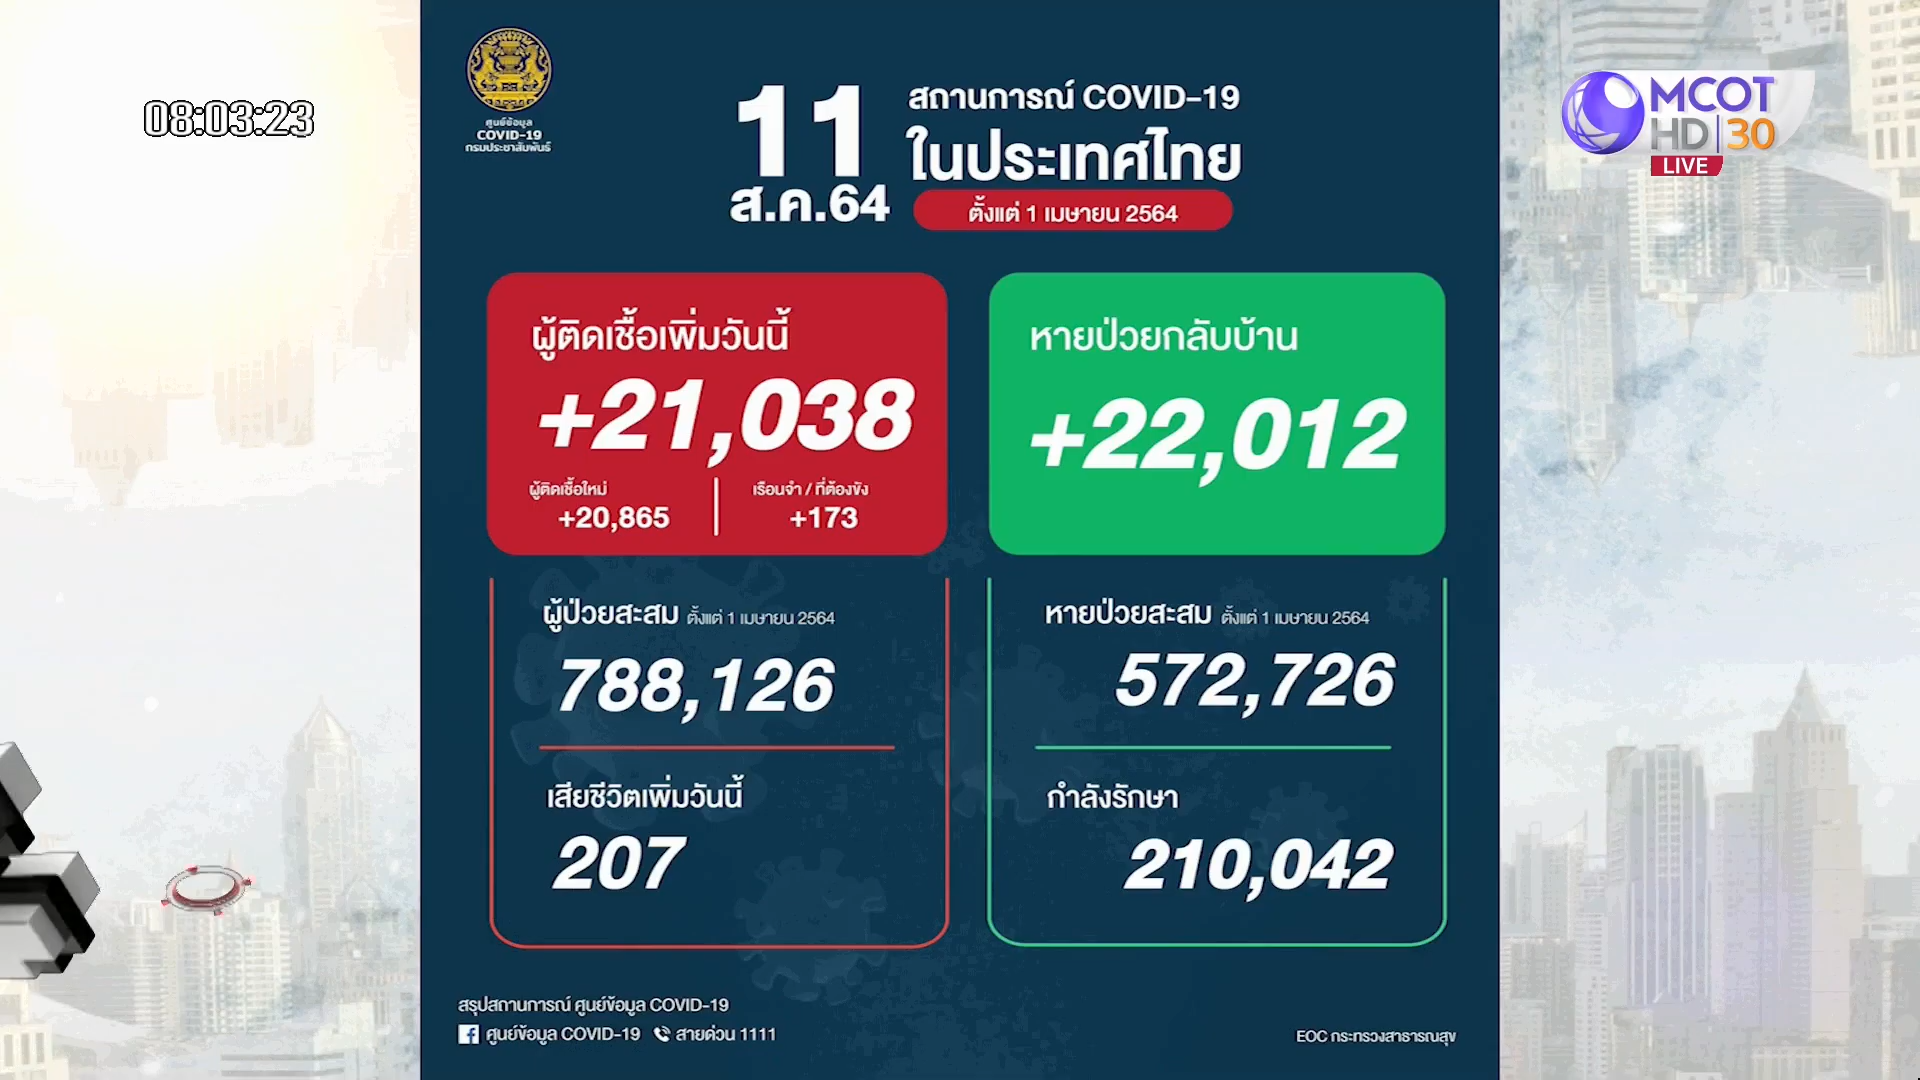 08:03:23
ศูนย์ข้อมูล
COVID-19
กรมประชาสัมพันธ์
11
ส.ค.64
สถานการณ์ COVID-19
ในประเทศไทย
ตั้งแต่ 1 เมษายน 2564
MCOT
HD 30
LIVE
ผู้ติดเชื้อเพิ่มวันนี้
+21,038
ผู้ติดเชื้อใหม่
+20,865
เรือนจำ / ที่ต้องขัง
+173
หายป่วยกลับบ้าน
+22,012
ผู้ป่วยสะสม ตั้งแต่ 1 เมษายน 2564
788,126
เสียชีวิตเพิ่มวันนี้
207
หายป่วยสะสม ตั้งแต่ 1 เมษายน 2564
572,726
กำลังรักษา
210,042
สรุปสถานการณ์ ศูนย์ข้อมูล COVID-19
ศูนย์ข้อมูล COVID-19 สายด่วน 1111
EOC กระทรวงสาธารณสุข